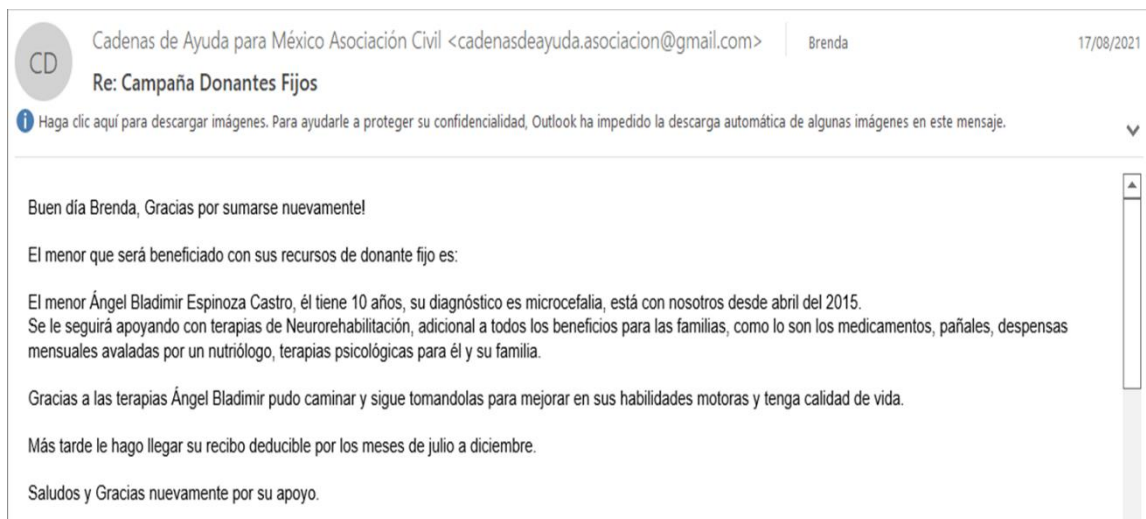 CD
Cadenas de Ayuda para México Asociación Civil <cadenasdeayuda.asociacion@gmail.com>
Brenda
17/08/2021
Re: Campaña Donantes Fijos
Haga clic aquí para descargar imágenes. Para ayudarle a proteger su confidencialidad, Outlook ha impedido la descarga automática de algunas imágenes en este mensaje.
Buen día Brenda, Gracias por sumarse nuevamente!
El menor que será beneficiado con sus recursos de donante fijo es:
El menor Ángel Bladimir Espinoza Castro, él tiene 10 años, su diagnóstico es microcefalia, está con nosotros desde abril del 2015.
Se le seguirá apoyando con terapias de Neurorehabilitación, adicional a todos los beneficios para las familias, como lo son los medicamentos, pañales, despensas
mensuales avaladas por un nutriólogo, terapias psicológicas para él y su familia.
Gracias a las terapias Ángel Bladimir pudo caminar y sigue tomandolas para mejorar en sus habilidades motoras y tenga calidad de vida.
Más tarde le hago llegar su recibo deducible por los meses de julio a diciembre.
Saludos y Gracias nuevamente por su apoyo.